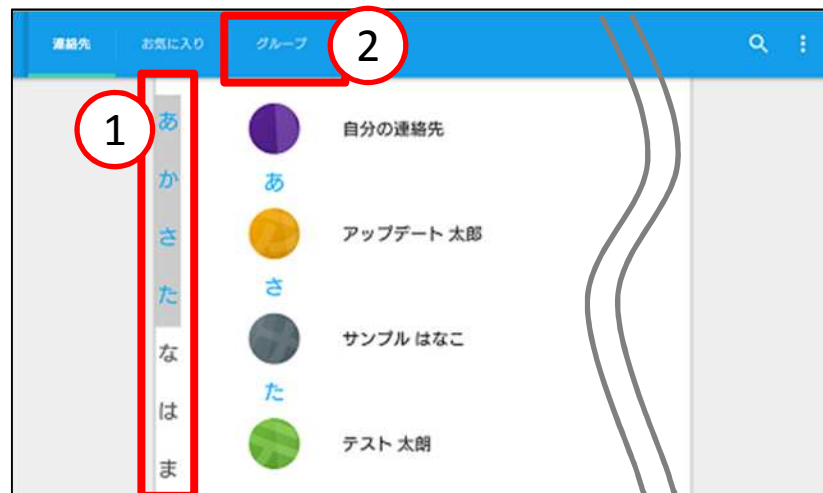 連絡先 お気に入り グループ 2
1
あ
か
さ
た
な
は
ま
自分の連絡先
あ
アップデート 太郎
さ
サンプル はなこ
た
テスト 太朗